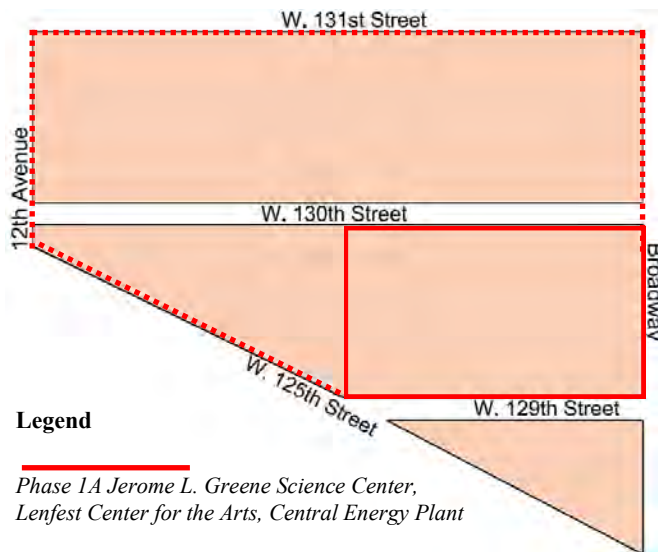 W. 131st Street
12th Avenue
W. 130th Street
Broadway
W. 125th Street
W. 129th Street
Legend
Phase 1A Jerome L. Greene Science Center,
Lenfest Center for the Arts, Central Energy Plant